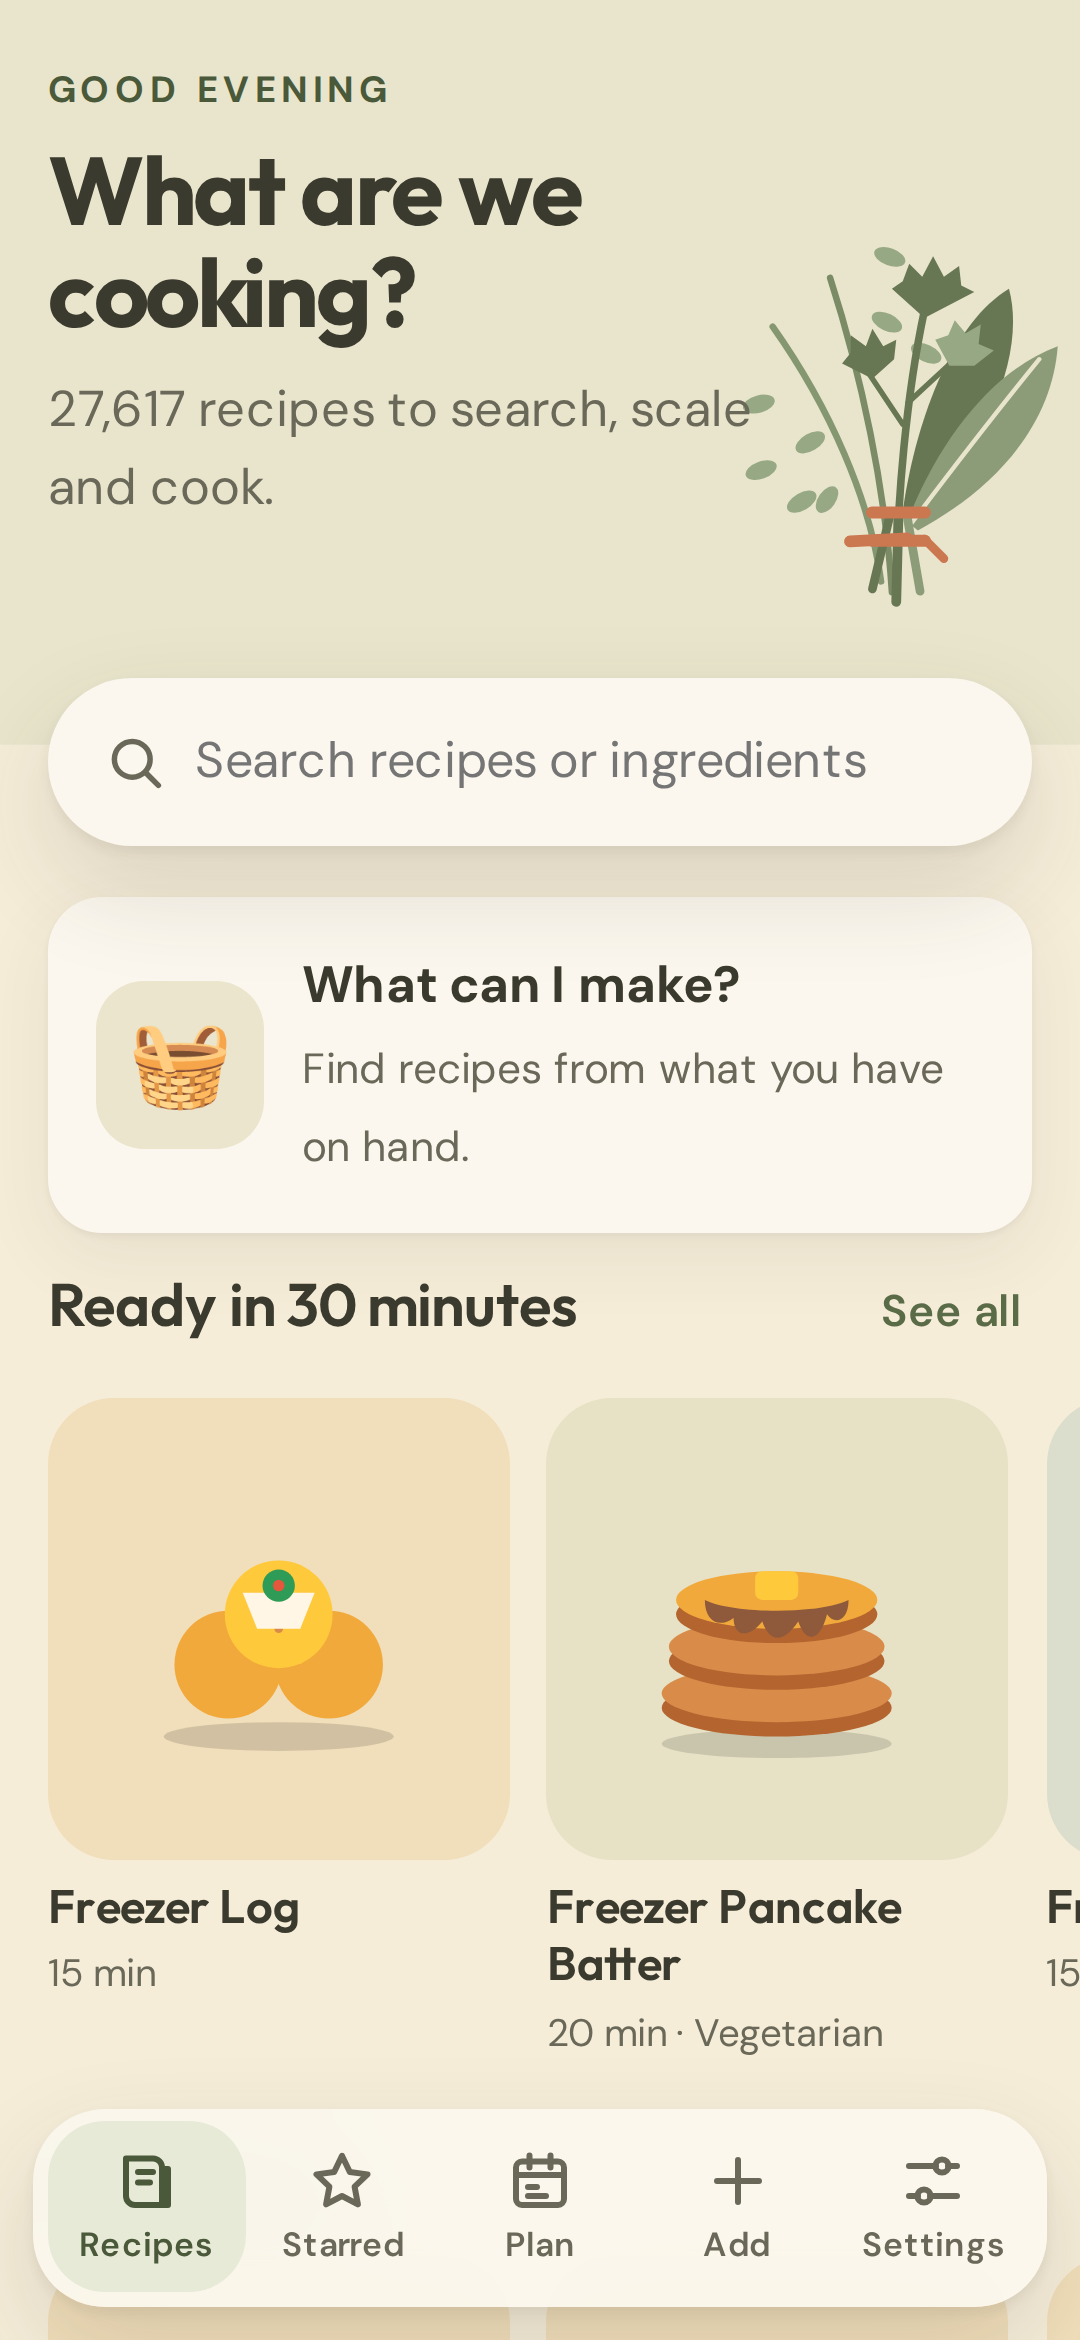 GOOD EVENING
What are we
cooking?
27,617 recipes to search, scale
and cook.
Search recipes or ingredients
What can I make?
Find recipes from what you have
on hand.
Ready in 30 minutes
See all
Freezer Log
15 min
Freezer Pancake
Batter
20 min · Vegetarian
Fr
15
Recipes
Starred
Plan
Add
Settings